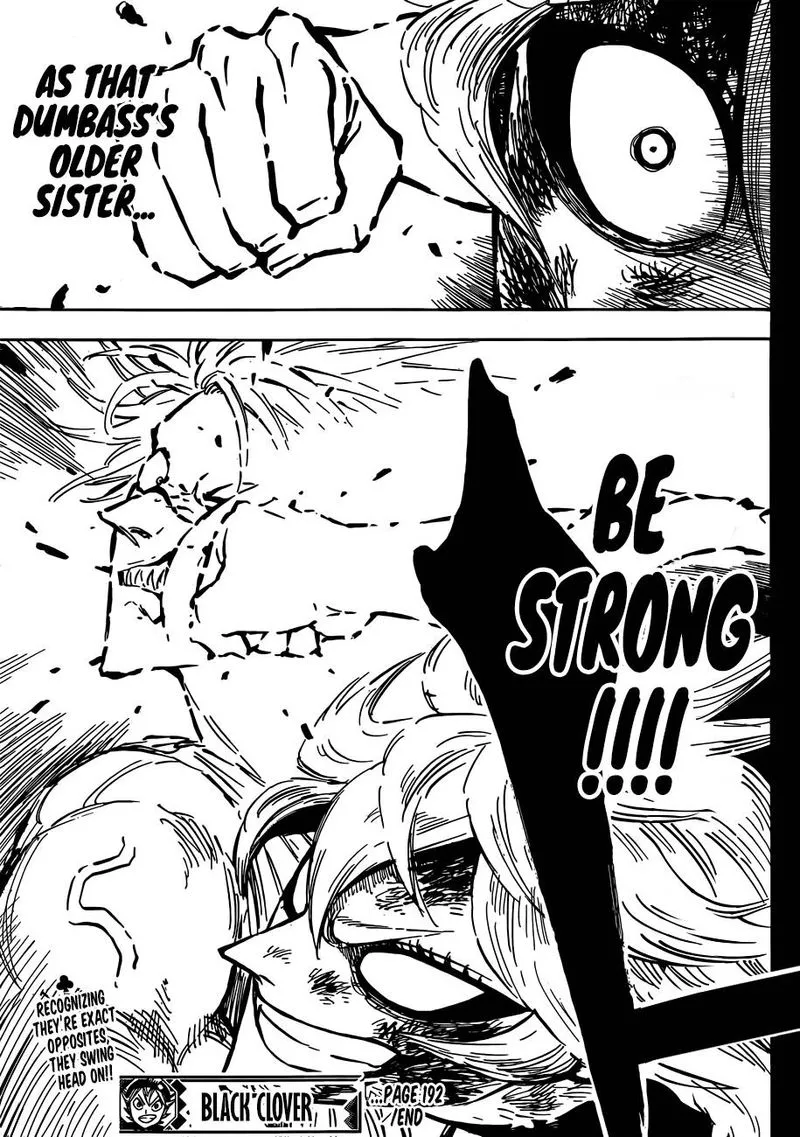 AS THAT
DUMBASS'S
OLDER
SISTER...
BE
STRONG
!!!!
RECOGNIZING
THEY'RE EXACT
OPPOSITES,
THEY SWING
HEAD ON!!
BLACK CLOVER
...PAGE 192
/END